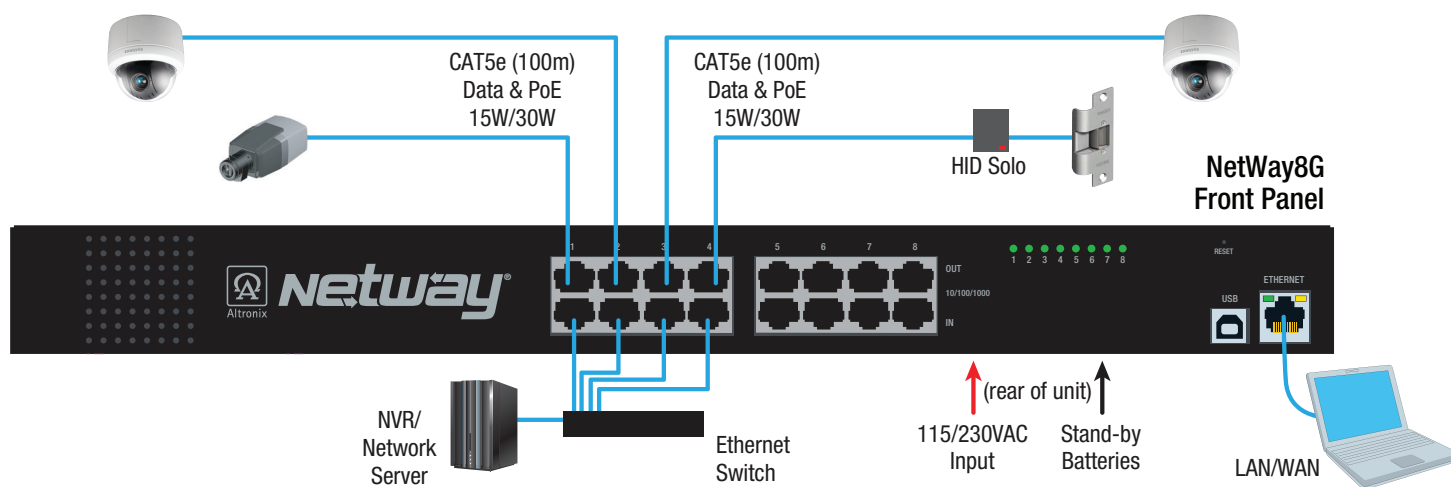 CAT5e (100m)
Data & PoE
15W/30W
CAT5e (100m)
Data & PoE
15W/30W
HID Solo
NetWay8G
Front Panel
1 2 3 4 5 6 7 8
OUT
10/100/1000
IN
1 2 3 4 5 6 7 8
RESET
USB
ETHERNET
Altronix
Netway®
NVR/
Network
Server
Ethernet
Switch
(rear of unit)
115/230VAC
Input
Stand-by
Batteries
LAN/WAN